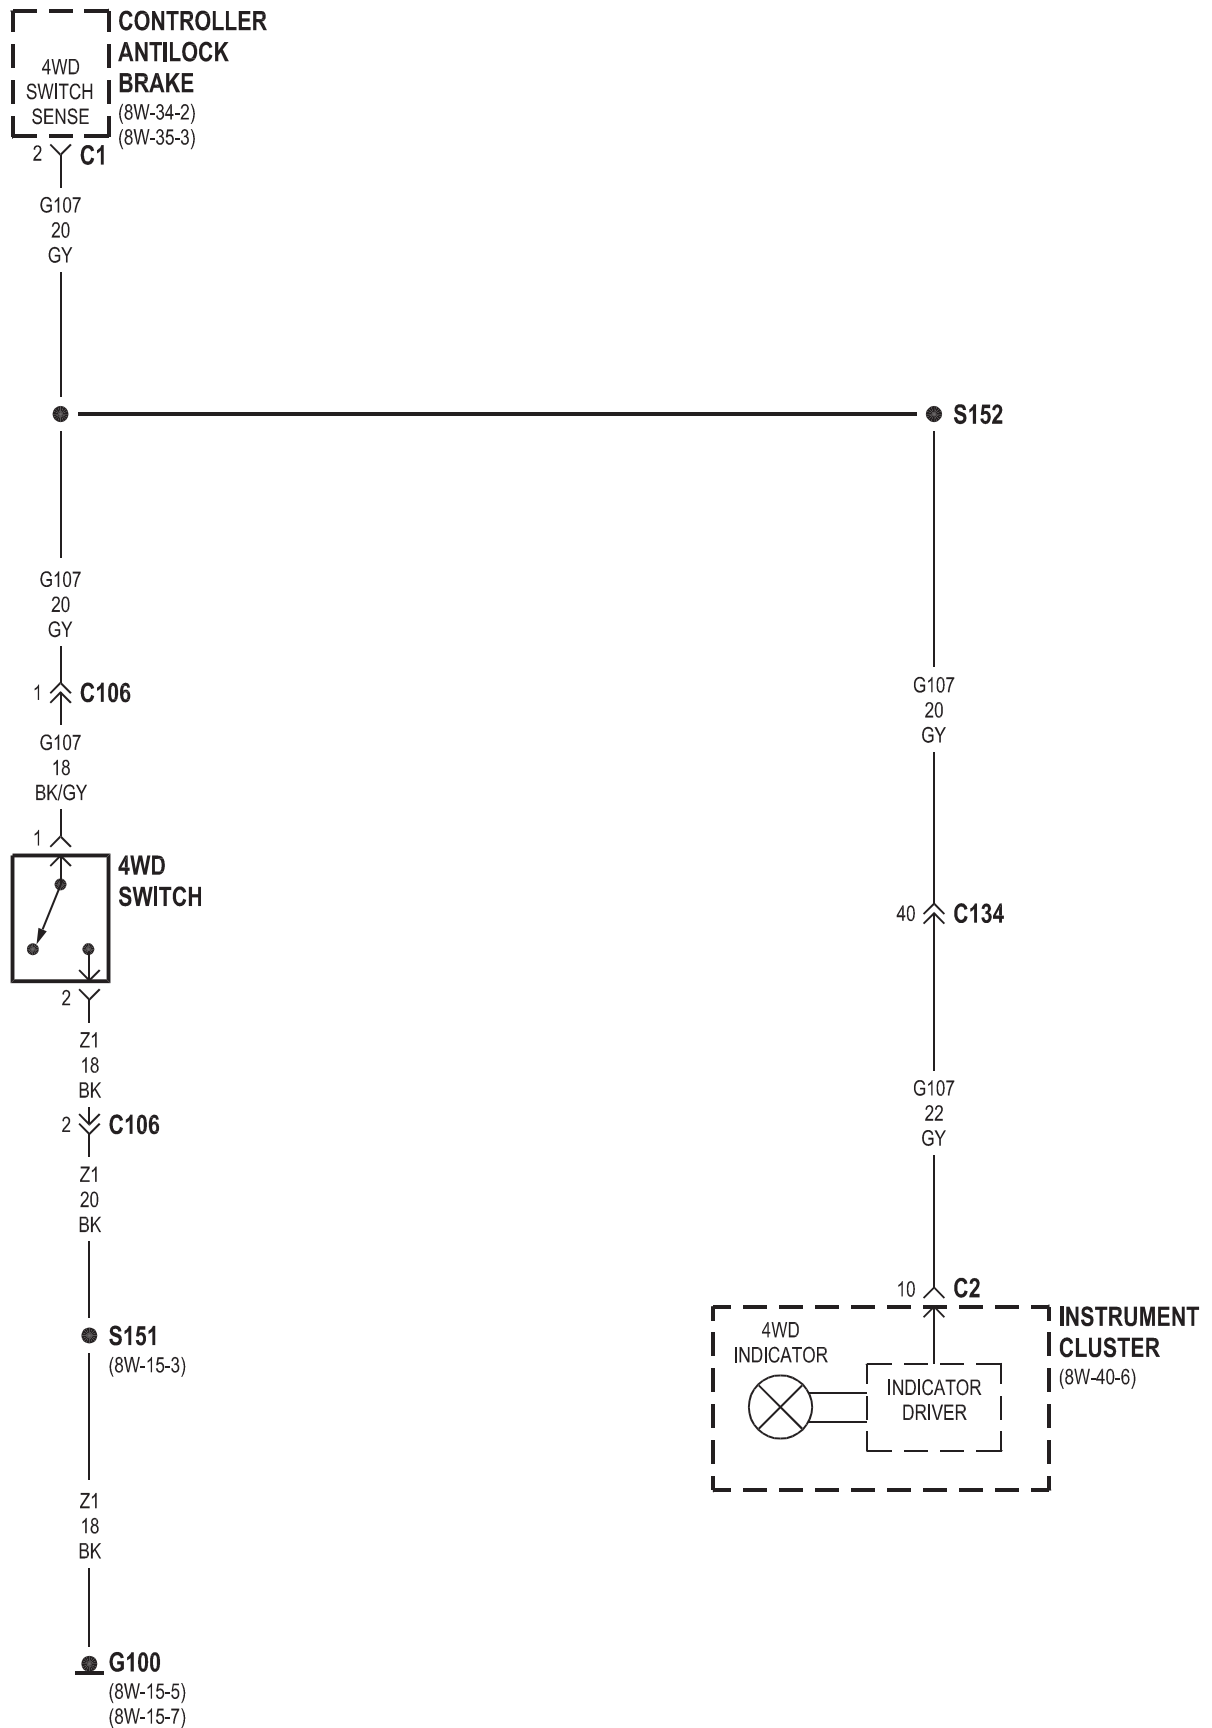 CONTROLLER
ANTILOCK
BRAKE
(8W-34-2)
(8W-35-3)
4WD
SWITCH
SENSE
2
C1
G107
20
GY
S152
G107
20
GY
1
C106
G107
18
BK/GY
1
4WD
SWITCH
2
Z1
18
BK
2
C106
Z1
20
BK
S151
(8W-15-3)
Z1
18
BK
G100
(8W-15-5)
(8W-15-7)
G107
20
GY
40
C134
G107
22
GY
10
C2
INSTRUMENT
CLUSTER
(8W-40-6)
4WD
INDICATOR
INDICATOR
DRIVER